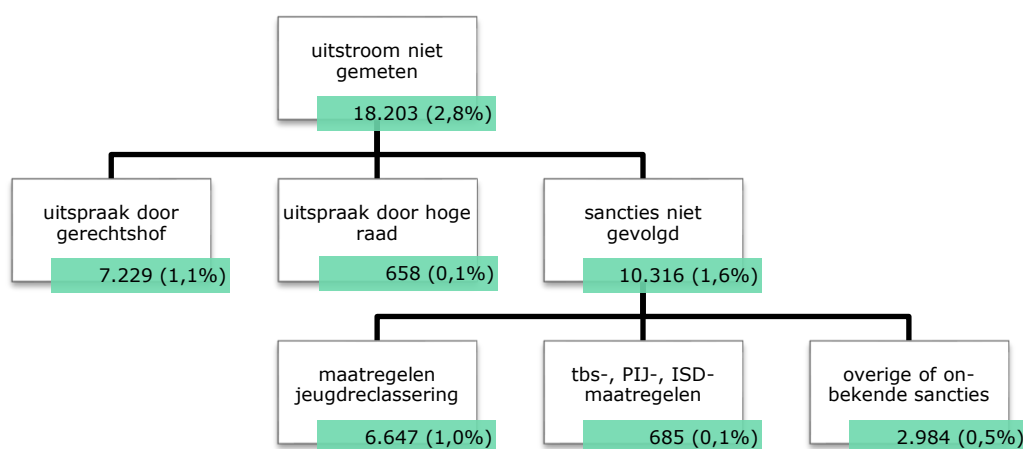 uitstroom niet
gemeten
18.203 (2,8%)
uitspraak door
gerechtshof
7.229 (1,1%)
uitspraak door hoge
raad
658 (0,1%)
sancties niet
gevolgd
10.316 (1,6%)
maatregelen
jeugdreclassering
6.647 (1,0%)
tbs-, PIJ-, ISD-
maatregelen
685 (0,1%)
overige of on-
bekende sancties
2.984 (0,5%)